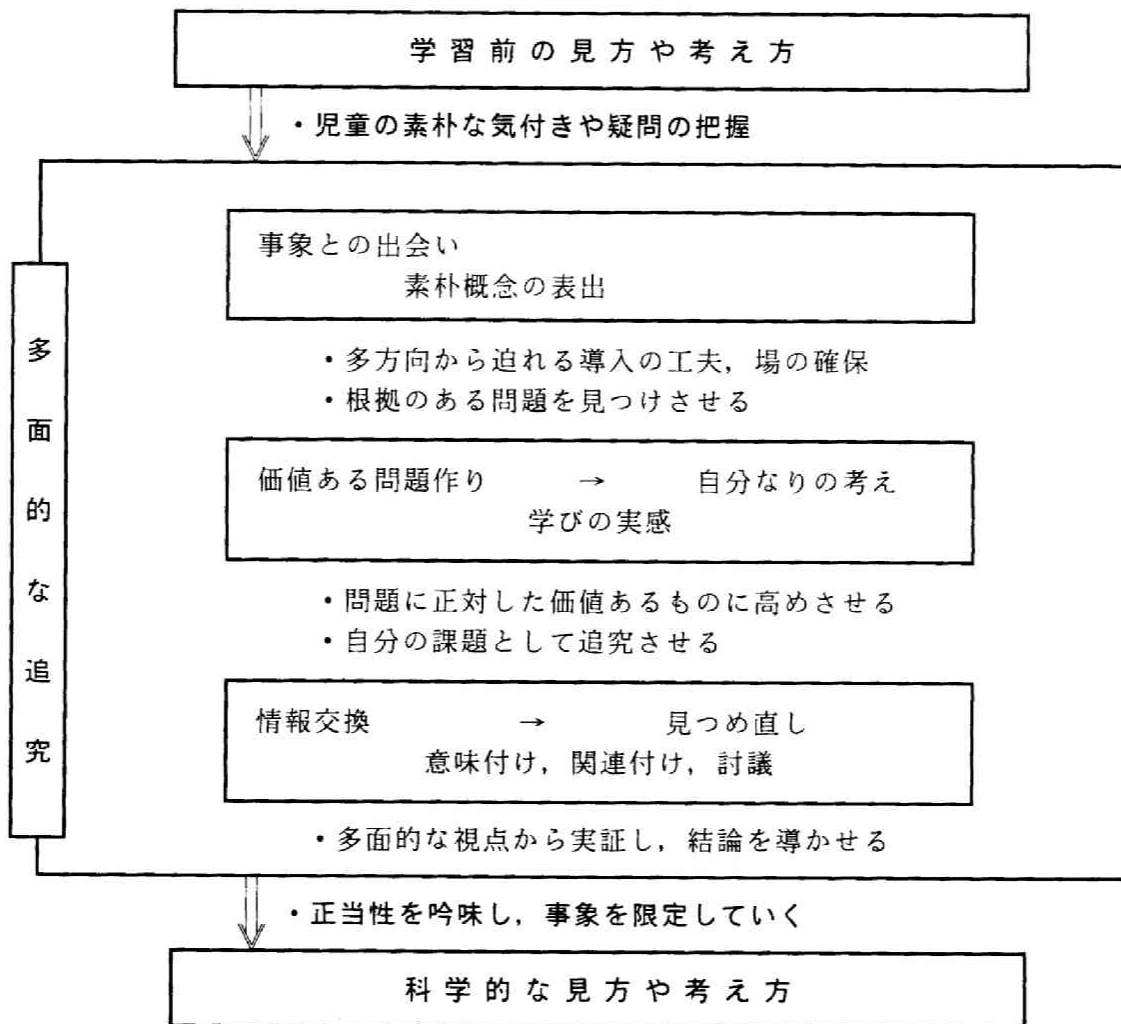 学習前の見方や考え方
・児童の素朴な気付きや疑問の把握
多面的な追究
事象との出会い
素朴概念の表出
・多方向から迫れる導入の工夫，場の確保
・根拠のある問題を見つけさせる
価値ある問題作り → 自分なりの考え
学びの実感
・問題に正対した価値あるものに高めさせる
・自分の課題として追究させる
情報交換 → 見つめ直し
意味付け，関連付け，討議
・多面的な視点から実証し，結論を導かせる
・正当性を吟味し，事象を限定していく
科学的な見方や考え方